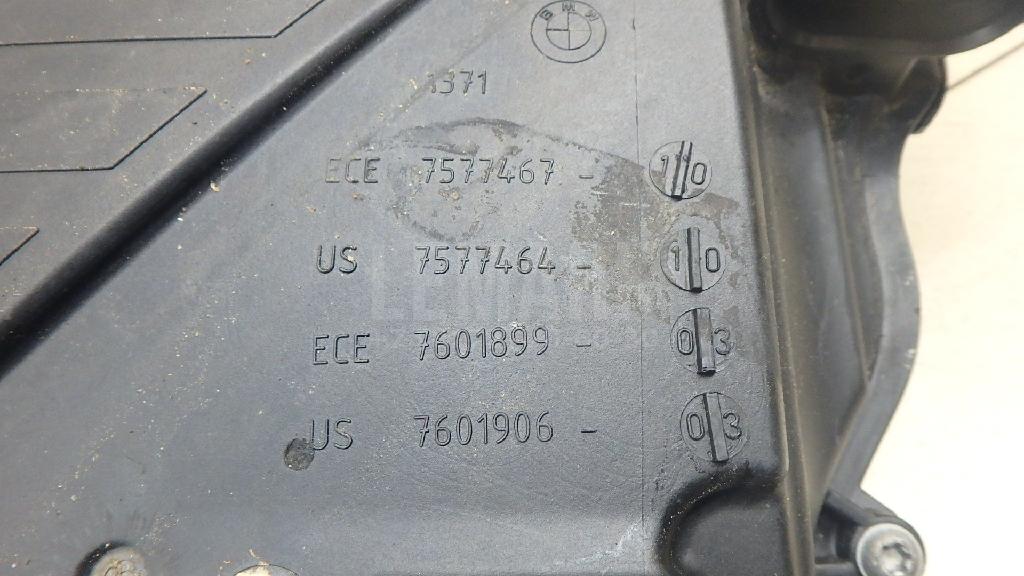 BMW
1371
ECE 7577467 - 10
US 7577464 - 10
ECE 7601899 - 03
US 7601906 - 03